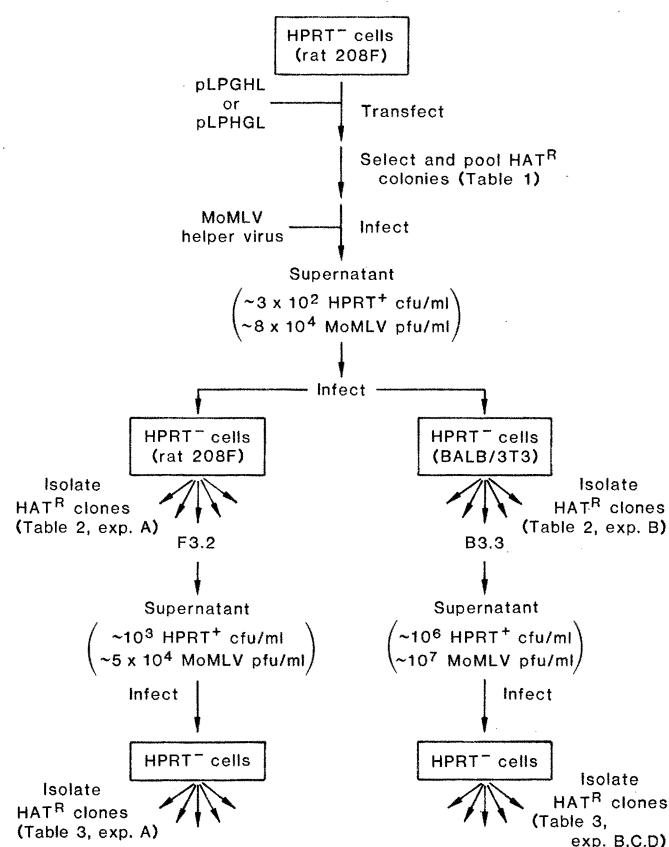 HPRT⁻ cells
(rat 208F)
pLPGHL
or
pLPHGL
Transfect
Select and pool HATᴿ
colonies (Table 1)
MoMLV
helper virus
Infect
Supernatant
(~3 x 10² HPRT⁺ cfu/ml
~8 x 10⁴ MoMLV pfu/ml)
Infect
HPRT⁻ cells
(rat 208F)
Isolate
HATᴿ clones
(Table 2, exp. A)
F3.2
Supernatant
(~10³ HPRT⁺ cfu/ml
~5 x 10⁴ MoMLV pfu/ml)
Infect
HPRT⁻ cells
Isolate
HATᴿ clones
(Table 3, exp. A)
HPRT⁻ cells
(BALB/3T3)
Isolate
HATᴿ clones
(Table 2, exp. B)
B3.3
Supernatant
(~10⁶ HPRT⁺ cfu/ml
~10⁷ MoMLV pfu/ml)
Infect
HPRT⁻ cells
Isolate
HATᴿ clones
(Table 3,
exp. B,C,D)